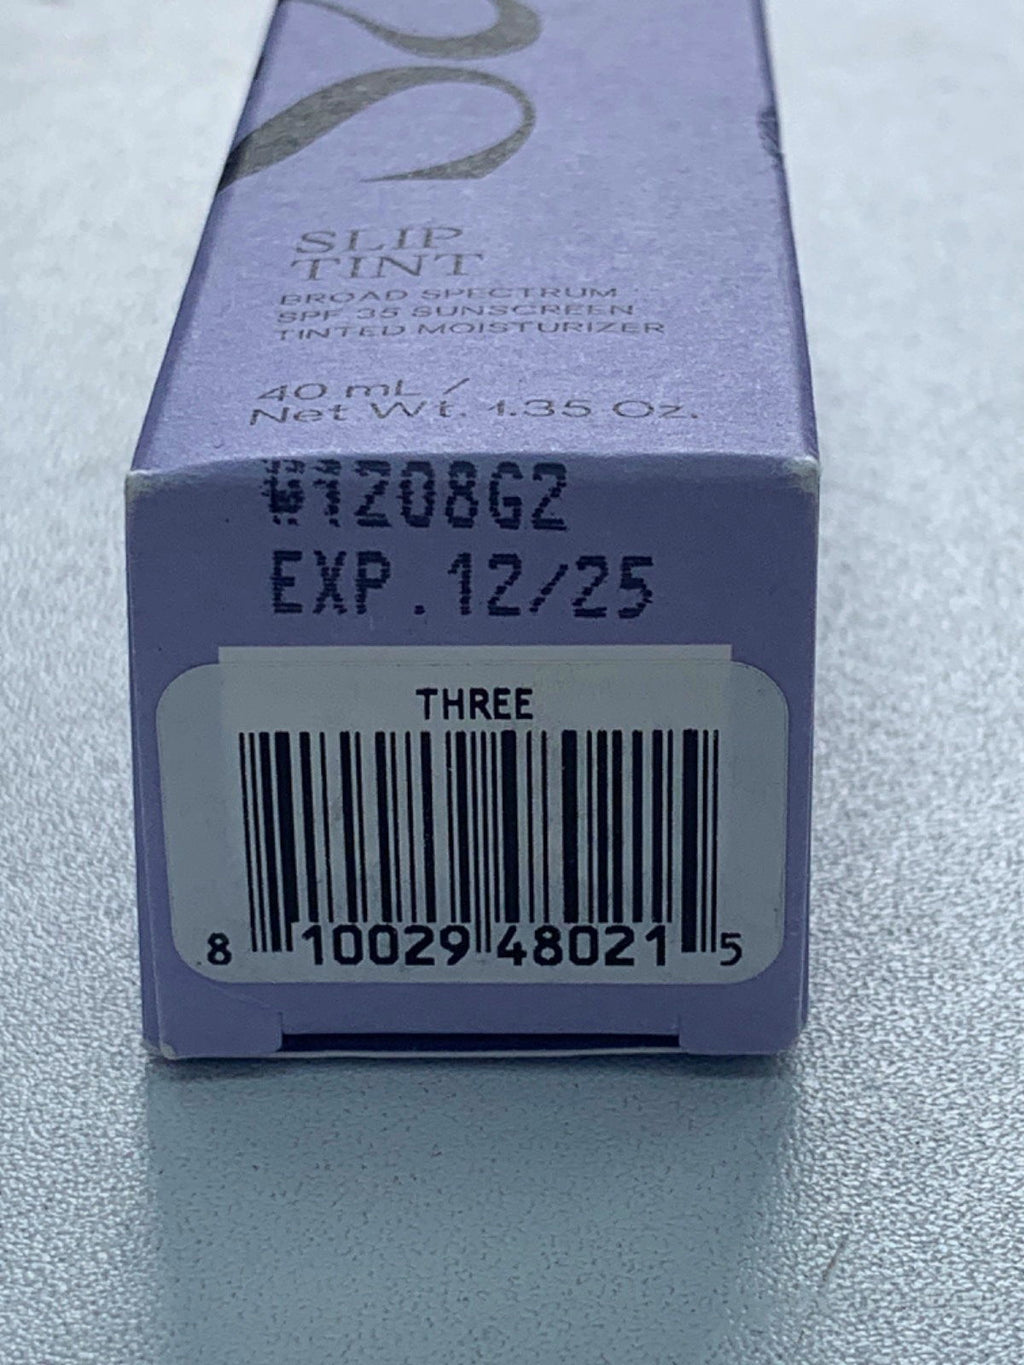 SLIP
TINT
BROAD SPECTRUM
SPF 35 SUNSCREEN
TINTED MOISTURIZER
40 mL /
Net Wt. 1.35 Oz.
#1208G2
EXP.12/25
THREE
8 10029 48021 5